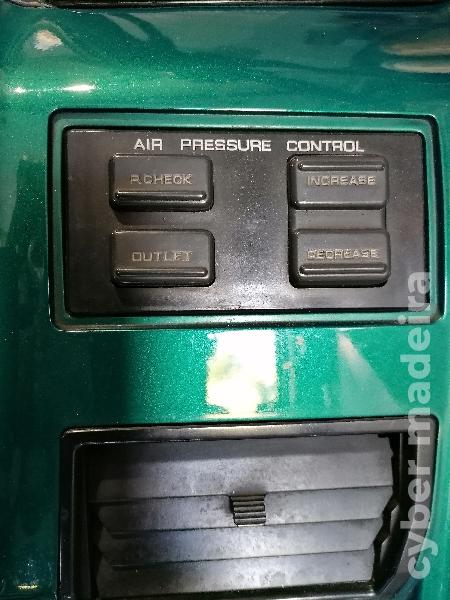 AIR PRESSURE CONTROL
P.CHECK
INCREASE
OUTLET
DECREASE
cyber madeira